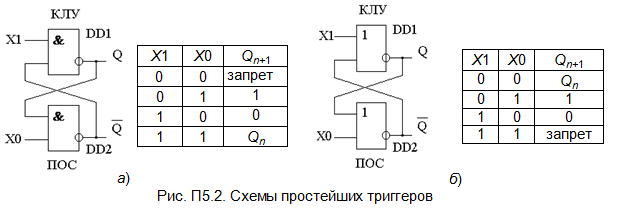 КЛУ
X1
&
DD1
Q
&
X0
Q
DD2
ПОС
X1 X0 Qn+1
0 0 запрет
0 1 1
1 0 0
1 1 Qn
а)
КЛУ
X1
1
DD1
Q
1
X0
Q
DD2
ПОС
X1 X0 Qn+1
0 0 Qn
0 1 1
1 0 0
1 1 запрет
б)
Рис. П5.2. Схемы простейших триггеров